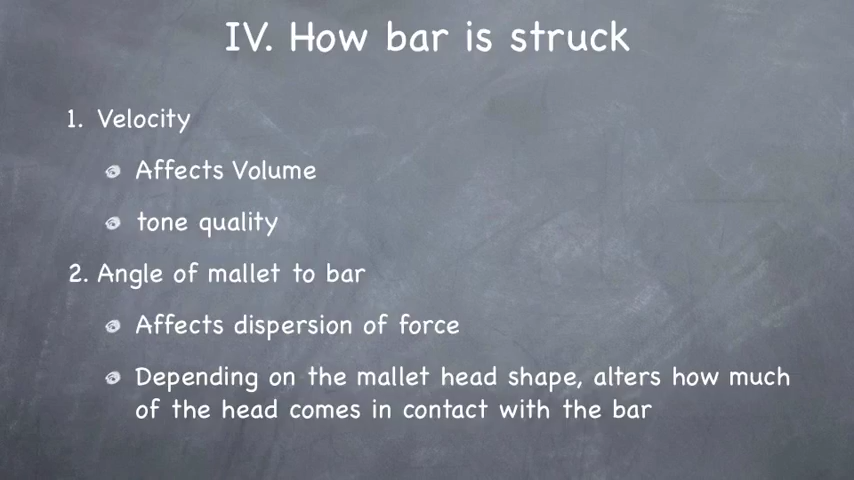 IV. How bar is struck
1. Velocity
Affects Volume
tone quality
2. Angle of mallet to bar
Affects dispersion of force
Depending on the mallet head shape, alters how much
of the head comes in contact with the bar